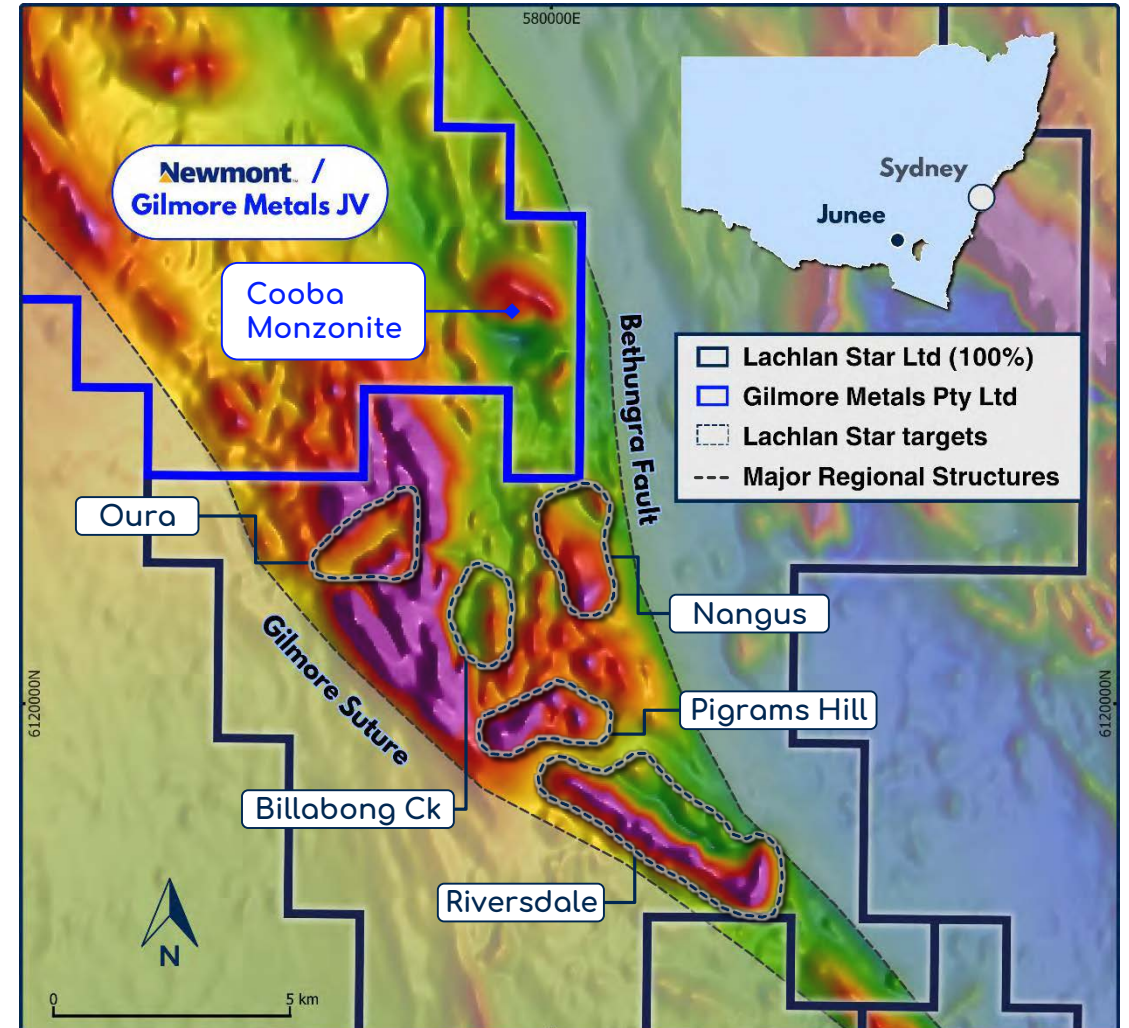 580000E
Newmont™ /
Gilmore Metals JV
Sydney
Junee
Cooba
Monzonite
Bethungra Fault
Lachlan Star Ltd (100%)
Gilmore Metals Pty Ltd
Lachlan Star targets
Major Regional Structures
Oura
Nangus
Gilmore Suture
6120000N
6120000N
Pigrams Hill
Billabong Ck
Riversdale
N
0 5 km